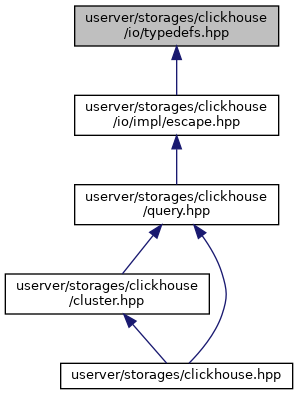 userver/storages/clickhouse
/io/typedefs.hpp
userver/storages/clickhouse
/io/impl/escape.hpp
userver/storages/clickhouse
/query.hpp
userver/storages/clickhouse
/cluster.hpp
userver/storages/clickhouse.hpp